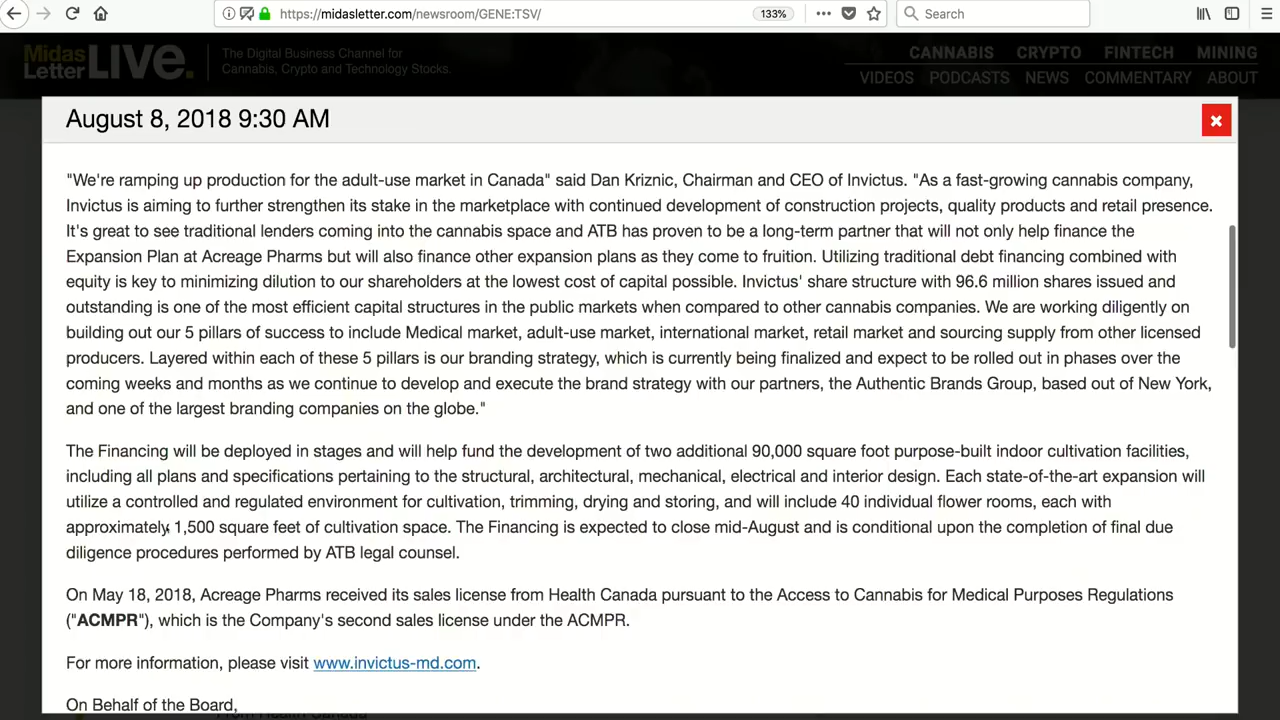 https://midasletter.com/newsroom/GENE:TSV/
133%
Search
Midas
Letter LIVE.
The Digital Business Channel for
Cannabis, Crypto and Technology Stocks.
CANNABIS CRYPTO FINTECH MINING
VIDEOS PODCASTS NEWS COMMENTARY ABOUT
August 8, 2018 9:30 AM
"We're ramping up production for the adult-use market in Canada" said Dan Kriznic, Chairman and CEO of Invictus. "As a fast-growing cannabis company,
Invictus is aiming to further strengthen its stake in the marketplace with continued development of construction projects, quality products and retail presence.
It's great to see traditional lenders coming into the cannabis space and ATB has proven to be a long-term partner that will not only help finance the
Expansion Plan at Acreage Pharms but will also finance other expansion plans as they come to fruition. Utilizing traditional debt financing combined with
equity is key to minimizing dilution to our shareholders at the lowest cost of capital possible. Invictus' share structure with 96.6 million shares issued and
outstanding is one of the most efficient capital structures in the public markets when compared to other cannabis companies. We are working diligently on
building out our 5 pillars of success to include Medical market, adult-use market, international market, retail market and sourcing supply from other licensed
producers. Layered within each of these 5 pillars is our branding strategy, which is currently being finalized and expect to be rolled out in phases over the
coming weeks and months as we continue to develop and execute the brand strategy with our partners, the Authentic Brands Group, based out of New York,
and one of the largest branding companies on the globe."
The Financing will be deployed in stages and will help fund the development of two additional 90,000 square foot purpose-built indoor cultivation facilities,
including all plans and specifications pertaining to the structural, architectural, mechanical, electrical and interior design. Each state-of-the-art expansion will
utilize a controlled and regulated environment for cultivation, trimming, drying and storing, and will include 40 individual flower rooms, each with
approximately 1,500 square feet of cultivation space. The Financing is expected to close mid-August and is conditional upon the completion of final due
diligence procedures performed by ATB legal counsel.
On May 18, 2018, Acreage Pharms received its sales license from Health Canada pursuant to the Access to Cannabis for Medical Purposes Regulations
("ACMPR"), which is the Company's second sales license under the ACMPR.
For more information, please visit www.invictus-md.com.
On Behalf of the Board,
From Health Canada